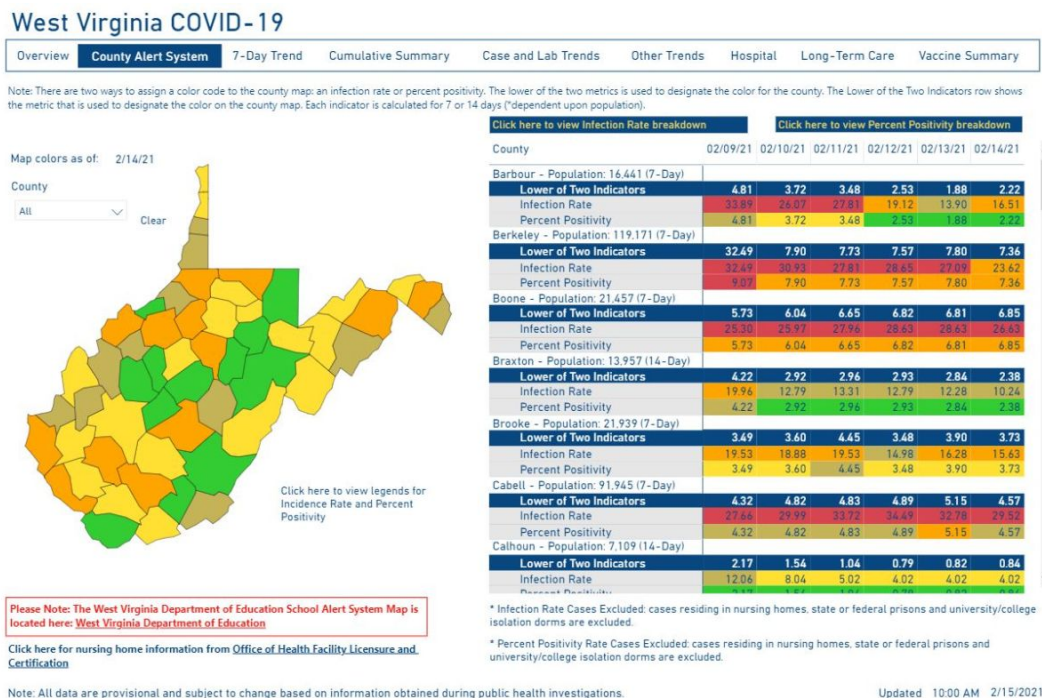 West Virginia COVID-19
Overview County Alert System 7-Day Trend Cumulative Summary Case and Lab Trends Other Trends Hospital Long-Term Care Vaccine Summary
Note: There are two ways to assign a color code to the county map: an infection rate or percent positivity. The lower of the two metrics is used to designate the color for the county. The Lower of the Two Indicators row shows
the metric that is used to designate the color on the county map. Each indicator is calculated for 7 or 14 days (*dependent upon population).
Map colors as of: 2/14/21
County
All
Clear
Click here to view legends for
Incidence Rate and Percent
Positivity
Click here to view Infection Rate breakdown Click here to view Percent Positivity breakdown
County 02/09/21 02/10/21 02/11/21 02/12/21 02/13/21 02/14/21
Barbour - Population: 16,441 (7-Day)
Lower of Two Indicators 4.81 3.72 3.48 2.53 1.88 2.22
Infection Rate 33.89 26.07 27.81 19.12 13.90 16.51
Percent Positivity 4.81 3.72 3.48 2.53 1.88 2.22
Berkeley - Population: 119,171 (7-Day)
Lower of Two Indicators 32.49 7.90 7.73 7.57 7.80 7.36
Infection Rate 32.49 30.93 27.81 28.65 27.09 23.62
Percent Positivity 9.07 7.90 7.73 7.57 7.80 7.36
Boone - Population: 21,457 (7-Day)
Lower of Two Indicators 5.73 6.04 6.65 6.82 6.81 6.85
Infection Rate 25.30 25.97 27.96 28.63 28.63 26.63
Percent Positivity 5.73 6.04 6.65 6.82 6.81 6.85
Braxton - Population: 13,957 (14-Day)
Lower of Two Indicators 4.22 2.92 2.96 2.93 2.84 2.38
Infection Rate 19.96 12.79 13.31 12.79 12.28 10.24
Percent Positivity 4.22 2.92 2.96 2.93 2.84 2.38
Brooke - Population: 21,939 (7-Day)
Lower of Two Indicators 3.49 3.60 4.45 3.48 3.90 3.73
Infection Rate 19.53 18.88 19.53 14.98 16.28 15.63
Percent Positivity 3.49 3.60 4.45 3.48 3.90 3.73
Cabell - Population: 91,945 (7-Day)
Lower of Two Indicators 4.32 4.82 4.83 4.89 5.15 4.57
Infection Rate 27.66 29.99 33.72 34.49 32.78 29.52
Percent Positivity 4.32 4.82 4.83 4.89 5.15 4.57
Calhoun - Population: 7,109 (14-Day)
Lower of Two Indicators 2.17 1.54 1.04 0.79 0.82 0.84
Infection Rate 12.06 8.04 5.02 4.02 4.02 4.02
Please Note: The West Virginia Department of Education School Alert System Map is
located here: West Virginia Department of Education
Click here for nursing home information from Office of Health Facility Licensure and
Certification
* Infection Rate Cases Excluded: cases residing in nursing homes, state or federal prisons and university/college
isolation dorms are excluded.
* Percent Positivity Rate Cases Excluded: cases residing in nursing homes, state or federal prisons and
university/college isolation dorms are excluded.
Note: All data are provisional and subject to change based on information obtained during public health investigations.
Updated 10:00 AM 2/15/2021